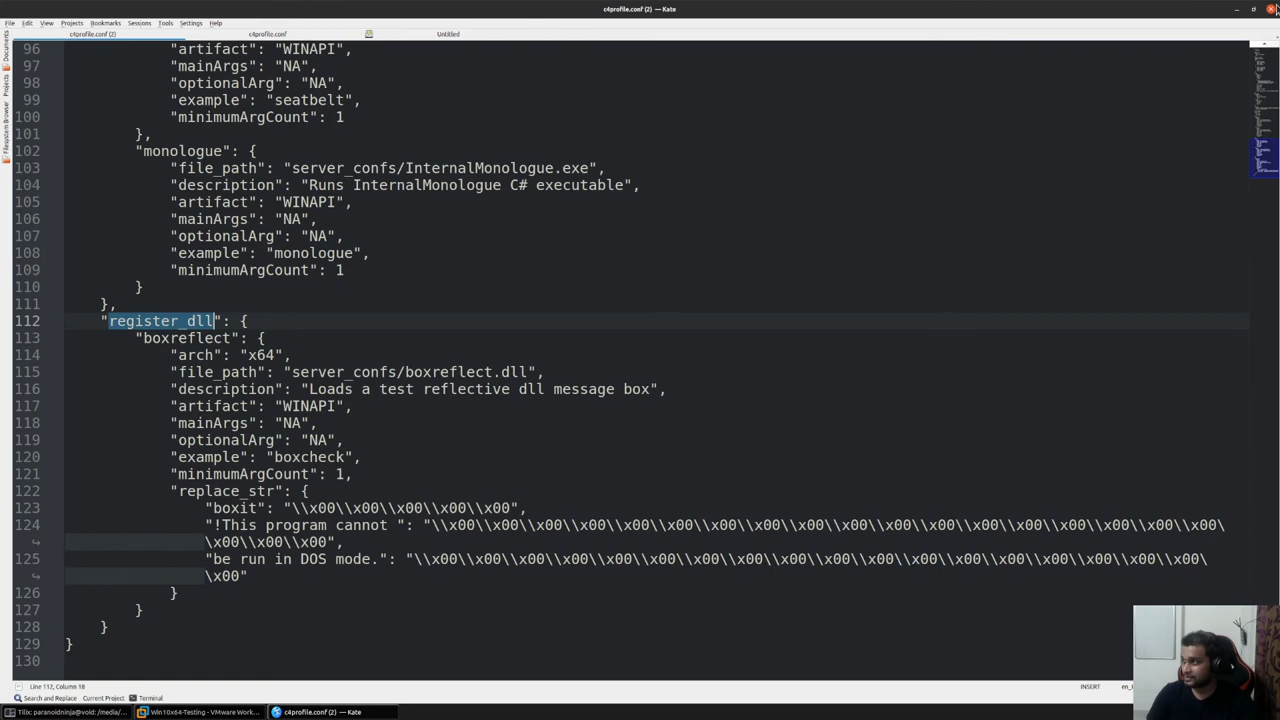 c4profile.conf (2) — Kate
File Edit View Projects Bookmarks Sessions Tools Settings Help
c4profile.conf (2) c4profile.conf Untitled
Documents
Projects
Filesystem Browser
96 "artifact": "WINAPI",
97 "mainArgs": "NA",
98 "optionalArg": "NA",
99 "example": "seatbelt",
100 "minimumArgCount": 1
101 },
102 "monologue": {
103 "file_path": "server_confs/InternalMonologue.exe",
104 "description": "Runs InternalMonologue C# executable",
105 "artifact": "WINAPI",
106 "mainArgs": "NA",
107 "optionalArg": "NA",
108 "example": "monologue",
109 "minimumArgCount": 1
110 }
111 },
112 "register_dll": {
113 "boxreflect": {
114 "arch": "x64",
115 "file_path": "server_confs/boxreflect.dll",
116 "description": "Loads a test reflective dll message box",
117 "artifact": "WINAPI",
118 "mainArgs": "NA",
119 "optionalArg": "NA",
120 "example": "boxcheck",
121 "minimumArgCount": 1,
122 "replace_str": {
123 "boxit": "\\x00\\x00\\x00\\x00\\x00",
124 "!This program cannot ": "\\x00\\x00\\x00\\x00\\x00\\x00\\x00\\x00\\x00\\x00\\x00\\x00\\x00\\x00\\x00\\x00\\x00\\x00\
\x00\\x00\\x00",
125 "be run in DOS mode.": "\\x00\\x00\\x00\\x00\\x00\\x00\\x00\\x00\\x00\\x00\\x00\\x00\\x00\\x00\\x00\\x00\\x00\\x00\
\x00"
126 }
127 }
128 }
129 }
130
Line 112, Column 18 INSERT
Search and Replace Current Project Terminal
Tilix: paranoidninja@void: /media/... Win10x64-Testing - VMware Work... c4profile.conf (2) — Kate